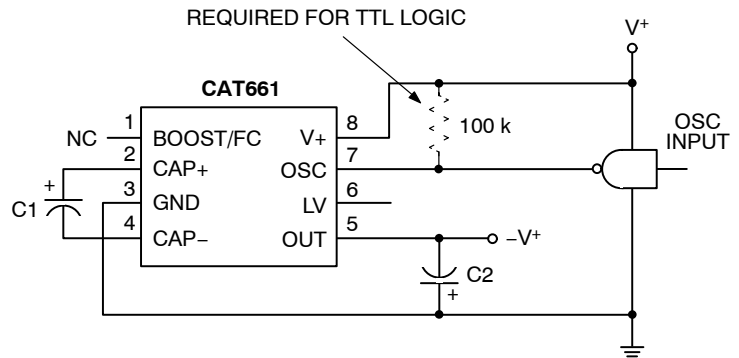 REQUIRED FOR TTL LOGIC
V+
CAT661
1 BOOST/FC V+ 8
NC
100 k
OSC
INPUT
2 CAP+ OSC 7
+
C1
3 GND LV 6
4 CAP− OUT 5
−V+
C2
+